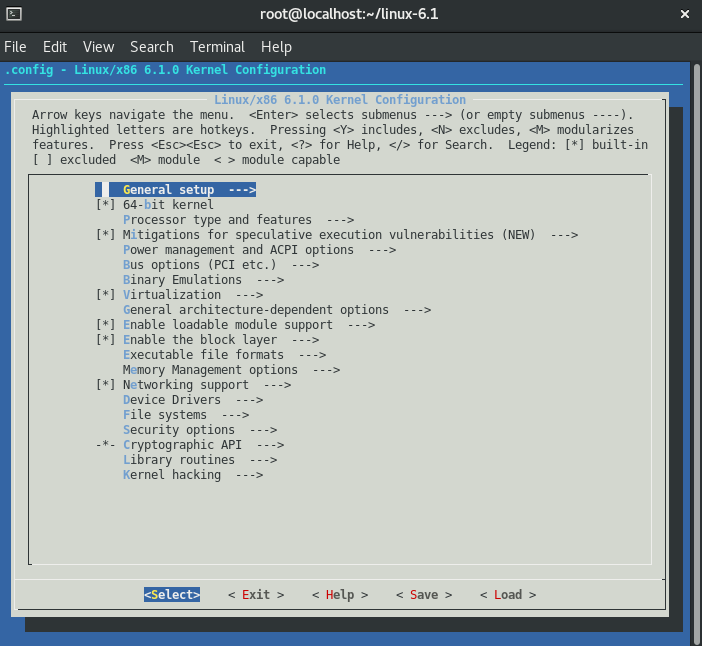 root@localhost:~/linux-6.1
File Edit View Search Terminal Help
.config - Linux/x86 6.1.0 Kernel Configuration
Linux/x86 6.1.0 Kernel Configuration
Arrow keys navigate the menu.  <Enter> selects submenus ---> (or empty submenus ----).
Highlighted letters are hotkeys.  Pressing <Y> includes, <N> excludes, <M> modularizes
features.  Press <Esc><Esc> to exit, <?> for Help, </> for Search.  Legend: [*] built-in
[ ] excluded  <M> module  < > module capable
General setup  --->
[*] 64-bit kernel
Processor type and features  --->
[*] Mitigations for speculative execution vulnerabilities (NEW)  --->
Power management and ACPI options  --->
Bus options (PCI etc.)  --->
Binary Emulations  --->
[*] Virtualization  --->
General architecture-dependent options  --->
[*] Enable loadable module support  --->
[*] Enable the block layer  --->
Executable file formats  --->
Memory Management options  --->
[*] Networking support  --->
Device Drivers  --->
File systems  --->
Security options  --->
-*- Cryptographic API  --->
Library routines  --->
Kernel hacking  --->
<Select>    < Exit >    < Help >    < Save >    < Load >